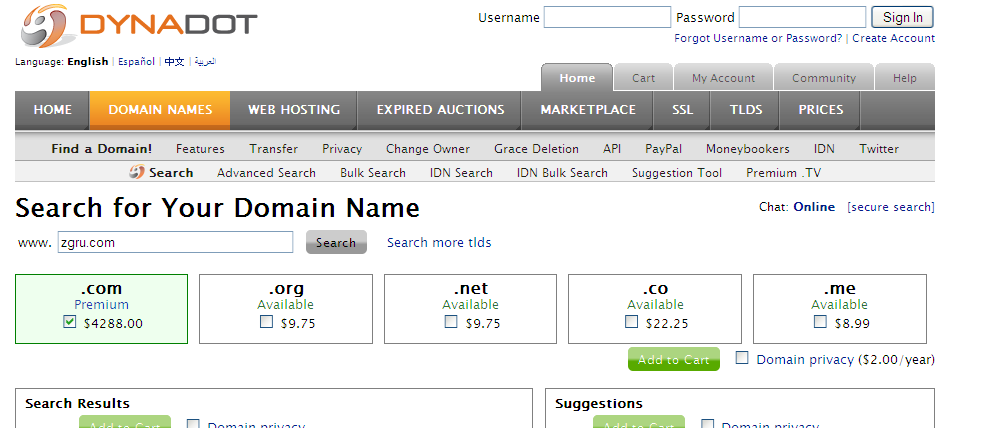 DYNADOT
Username Password Sign In
Forgot Username or Password? | Create Account
Language: English | Español | 中文 | العربية
Home Cart My Account Community Help
HOME DOMAIN NAMES WEB HOSTING EXPIRED AUCTIONS MARKETPLACE SSL TLDS PRICES
Find a Domain! Features Transfer Privacy Change Owner Grace Deletion API PayPal Moneybookers IDN Twitter
Search Advanced Search Bulk Search IDN Search IDN Bulk Search Suggestion Tool Premium .TV
Search for Your Domain Name Chat: Online [secure search]
www. zgru.com Search Search more tlds
.com .org .net .co .me
Premium Available Available Available Available
$4288.00 $9.75 $9.75 $22.25 $8.99
Add to Cart Domain privacy ($2.00/year)
Search Results Suggestions
Add to Cart Domain privacy Add to Cart Domain privacy